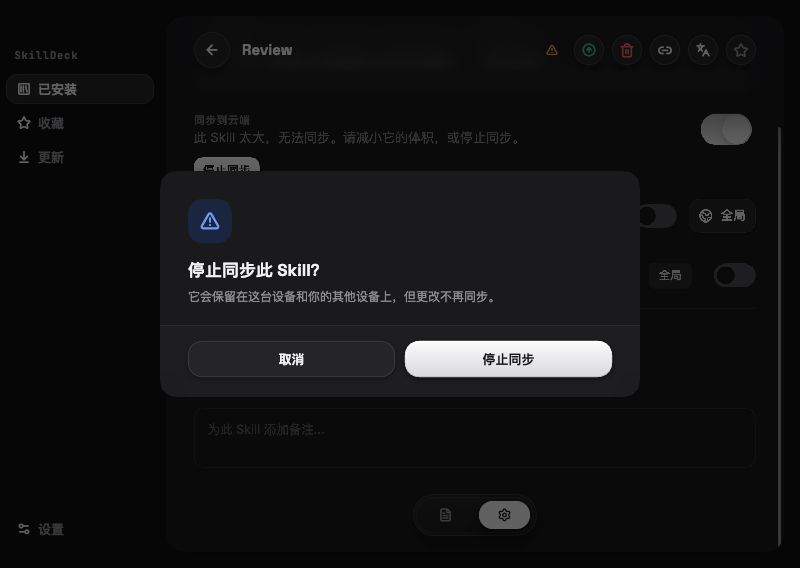 SkillDeck
已安装
收藏
更新
设置
Review
同步到云端
此 Skill 太大，无法同步。请减小它的体积，或停止同步。
停止同步
全局
全局
停止同步此 Skill?
它会保留在这台设备和你的其他设备上，但更改不再同步。
取消
停止同步
为此 Skill 添加备注...